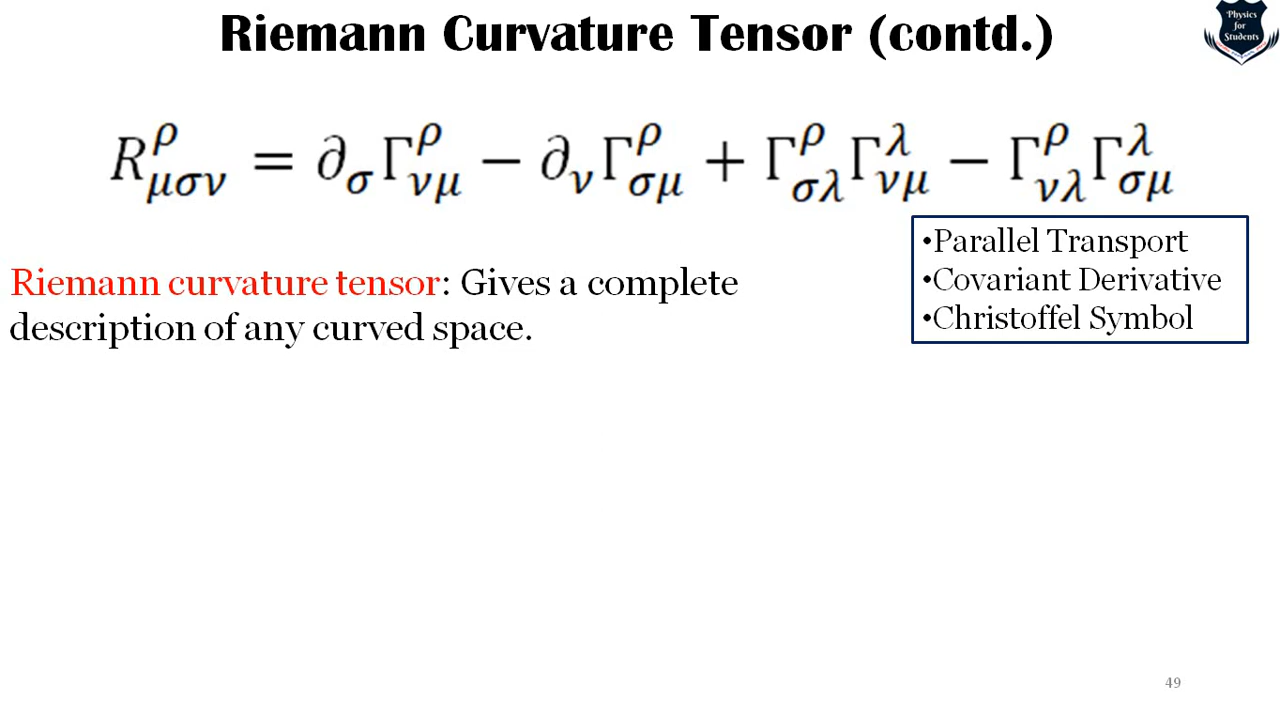 Riemann Curvature Tensor (contd.)
Physics
for
Students
R^ρ_μσν = ∂_σ Γ^ρ_νμ − ∂_ν Γ^ρ_σμ + Γ^ρ_σλ Γ^λ_νμ − Γ^ρ_νλ Γ^λ_σμ
•Parallel Transport
•Covariant Derivative
•Christoffel Symbol
Riemann curvature tensor: Gives a complete
description of any curved space.
49